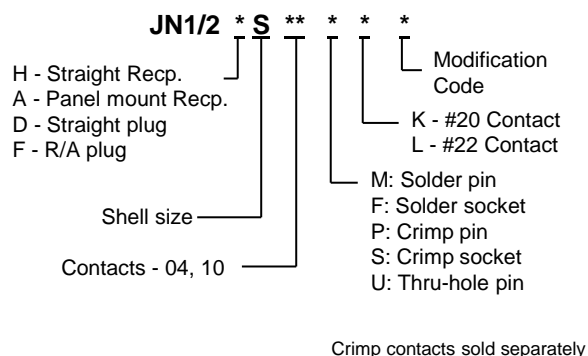 JN1/2 * S ** * * *
H - Straight Recp.
A - Panel mount Recp.
D - Straight plug
F - R/A plug
Shell size
Contacts - 04, 10
Modification
Code
K - #20 Contact
L - #22 Contact
M: Solder pin
F: Solder socket
P: Crimp pin
S: Crimp socket
U: Thru-hole pin
Crimp contacts sold separately